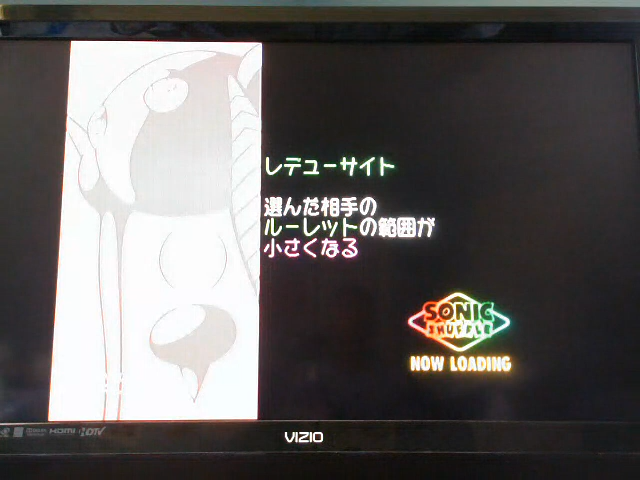 レデューサイト
選んだ相手の
ルーレットの範囲が
小さくなる
SONIC
SHUFFLE
NOW LOADING
HDMI
VIZIO